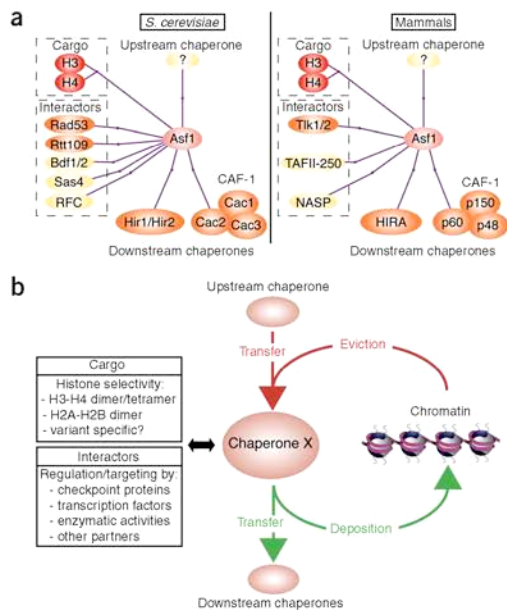 a
S. cerevisiae
Mammals
Cargo
Upstream chaperone
H3
?
H4
Interactors
Rad53
Rtt109
Bdf1/2
Sas4
RFC
Asf1
CAF-1
Cac1
Hir1/Hir2
Cac2
Cac3
Downstream chaperones
Cargo
Upstream chaperone
H3
?
H4
Interactors
Tlk1/2
TAFII-250
NASP
Asf1
CAF-1
p150
HIRA
p60
p48
Downstream chaperones
b
Upstream chaperone
Transfer
Eviction
Cargo
Histone selectivity:
- H3-H4 dimer/tetramer
- H2A-H2B dimer
- variant specific?
Interactors
Regulation/targeting by:
- checkpoint proteins
- transcription factors
- enzymatic activities
- other partners
Chaperone X
Chromatin
Transfer
Deposition
Downstream chaperones